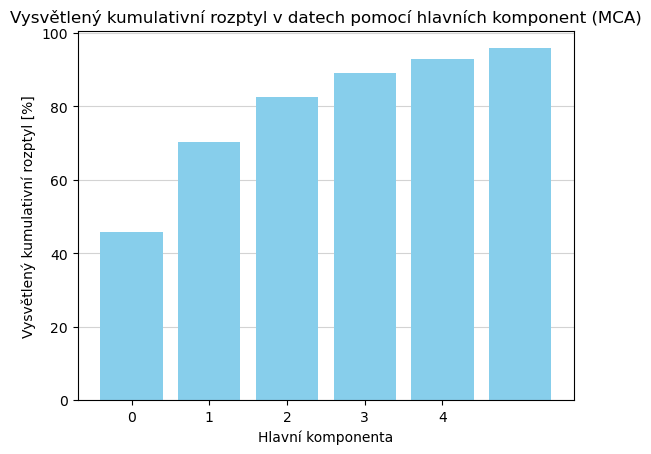 Vysvětlený kumulativní rozptyl v datech pomocí hlavních komponent (MCA)
Vysvětlený kumulativní rozptyl [%]
100
80
60
40
20
0
0 1 2 3 4
Hlavní komponenta